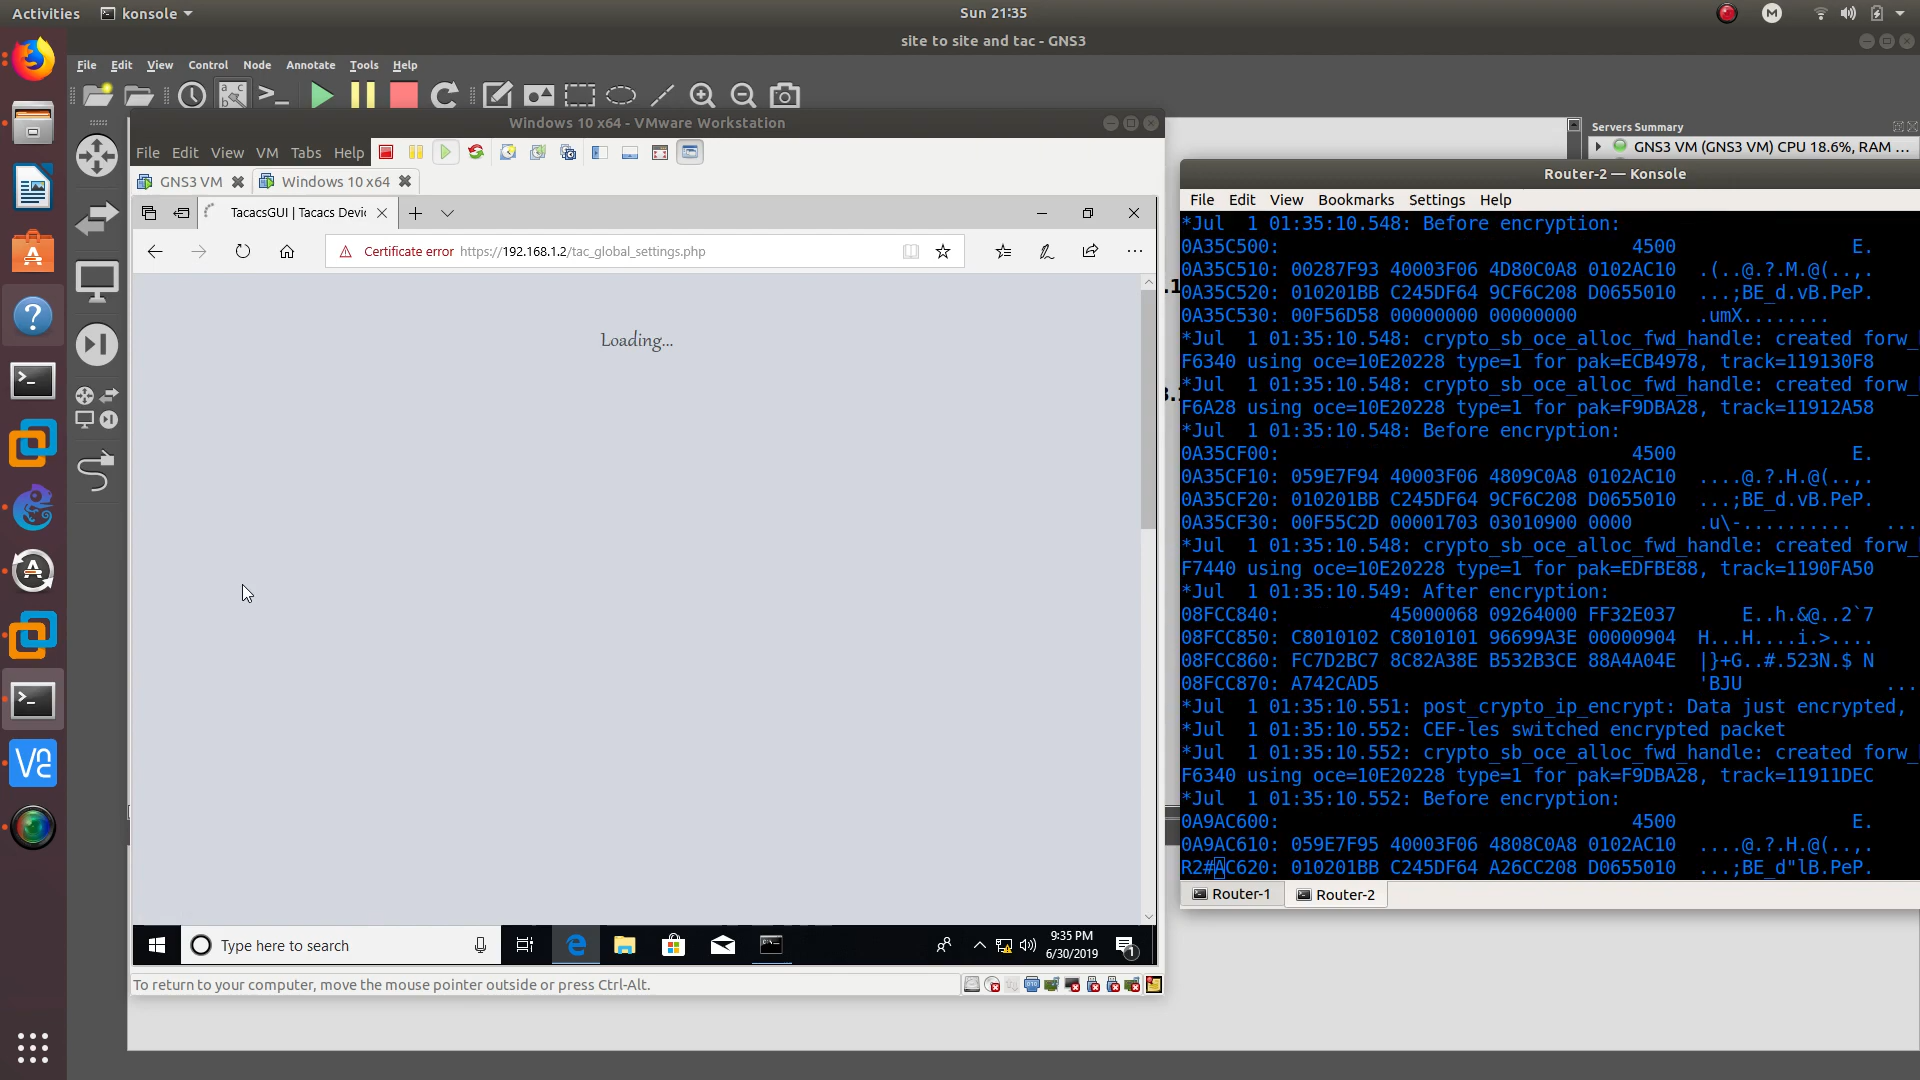 Activities
konsole
Sun 21:35
site to site and tac - GNS3
File Edit View Control Node Annotate Tools Help
Windows 10 x64 - VMware Workstation
File Edit View VM Tabs Help
GNS3 VM
Windows 10 x64
TacacsGUI | Tacacs Devic
Certificate error https://192.168.1.2/tac_global_settings.php
Loading...
Type here to search
9:35 PM
6/30/2019
1
To return to your computer, move the mouse pointer outside or press Ctrl-Alt.
Servers Summary
GNS3 VM (GNS3 VM) CPU 18.6%, RAM ...
Router-2 — Konsole
File Edit View Bookmarks Settings Help
*Jul  1 01:35:10.548: Before encryption:
0A35C500: 4500 E.
0A35C510: 00287F93 40003F06 4D80C0A8 0102AC10 .(..@.?.M.@(..,.
0A35C520: 010201BB C245DF64 9CF6C208 D0655010 ...;BE_d.vB.PeP.
0A35C530: 00F56D58 00000000 00000000 .umX........
*Jul  1 01:35:10.548: crypto_sb_oce_alloc_fwd_handle: created forw_
F6340 using oce=10E20228 type=1 for pak=ECB4978, track=119130F8
*Jul  1 01:35:10.548: crypto_sb_oce_alloc_fwd_handle: created forw_
F6A28 using oce=10E20228 type=1 for pak=F9DBA28, track=11912A58
*Jul  1 01:35:10.548: Before encryption:
0A35CF00: 4500 E.
0A35CF10: 059E7F94 40003F06 4809C0A8 0102AC10 ....@.?.H.@(..,.
0A35CF20: 010201BB C245DF64 9CF6C208 D0655010 ...;BE_d.vB.PeP.
0A35CF30: 00F55C2D 00001703 03010900 0000 .u\-.......... ...
*Jul  1 01:35:10.548: crypto_sb_oce_alloc_fwd_handle: created forw_
F7440 using oce=10E20228 type=1 for pak=EDFBE88, track=1190FA50
*Jul  1 01:35:10.549: After encryption:
08FCC840: 45000068 09264000 FF32E037 E..h.&@..2`7
08FCC850: C8010102 C8010101 96699A3E 00000904 H...H....i.>....
08FCC860: FC7D2BC7 8C82A38E B532B3CE 88A4A04E |}+G..#.523N.$ N
08FCC870: A742CAD5 'BJU ...
*Jul  1 01:35:10.551: post_crypto_ip_encrypt: Data just encrypted,
*Jul  1 01:35:10.552: CEF-les switched encrypted packet
*Jul  1 01:35:10.552: crypto_sb_oce_alloc_fwd_handle: created forw_
F6340 using oce=10E20228 type=1 for pak=F9DBA28, track=11911DEC
*Jul  1 01:35:10.552: Before encryption:
0A9AC600: 4500 E.
0A9AC610: 059E7F95 40003F06 4808C0A8 0102AC10 ....@.?.H.@(..,.
R2#AC620: 010201BB C245DF64 A26CC208 D0655010 ...;BE_d"lB.PeP.
Router-1
Router-2